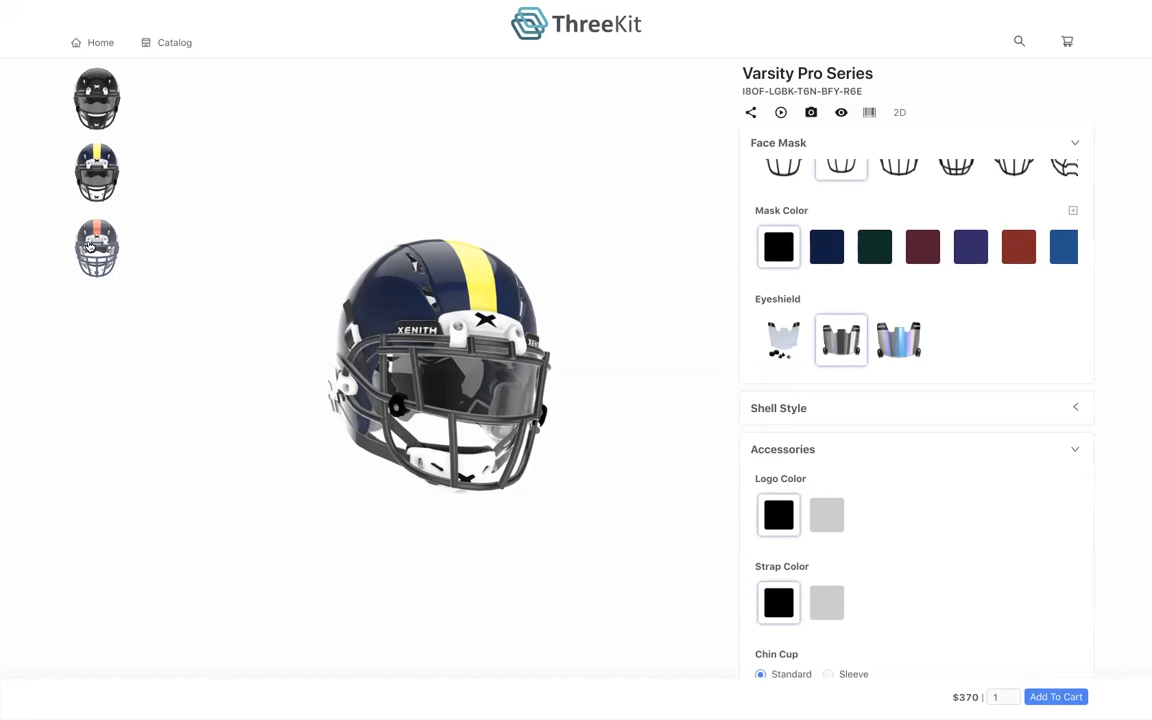 ThreeKit
Home
Catalog
Varsity Pro Series
I8OF-LGBK-T6N-BFY-R6E
2D
Face Mask
Mask Color
Eyeshield
XENITH
Shell Style
Accessories
Logo Color
Strap Color
Chin Cup
Standard
Sleeve
$370 | 1
Add To Cart